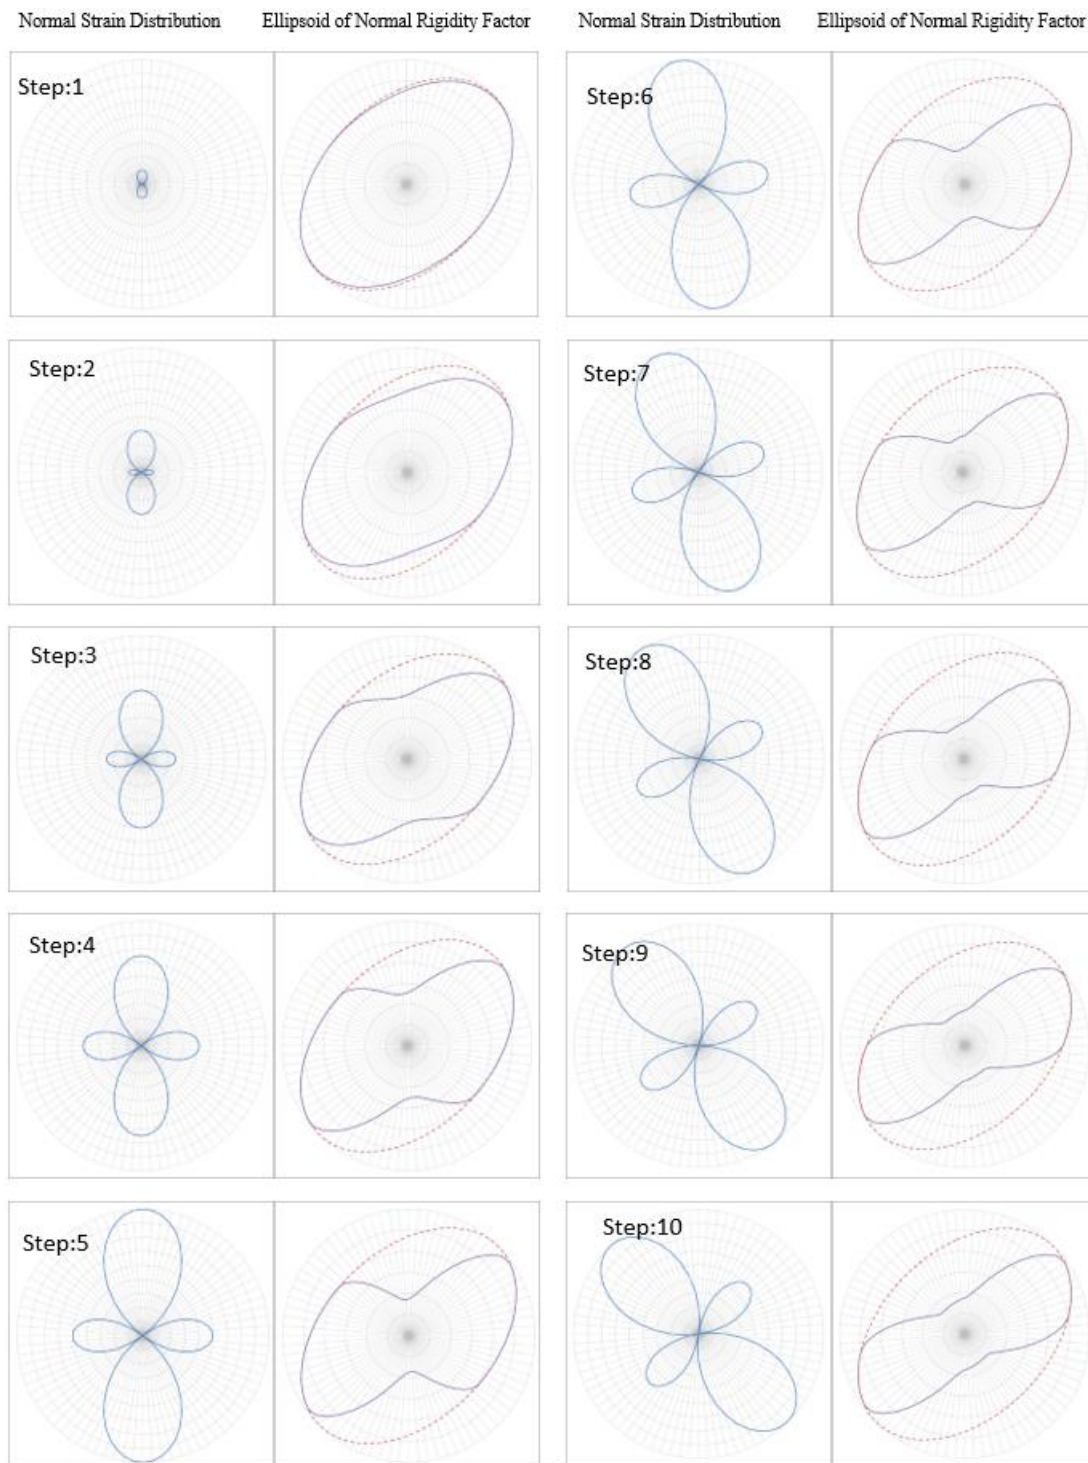 Normal Strain Distribution Ellipsoid of Normal Rigidity Factor Normal Strain Distribution Ellipsoid of Normal Rigidity Factor
Step:1
Step:6
Step:2
Step:7
Step:3
Step:8
Step:4
Step:9
Step:5
Step:10